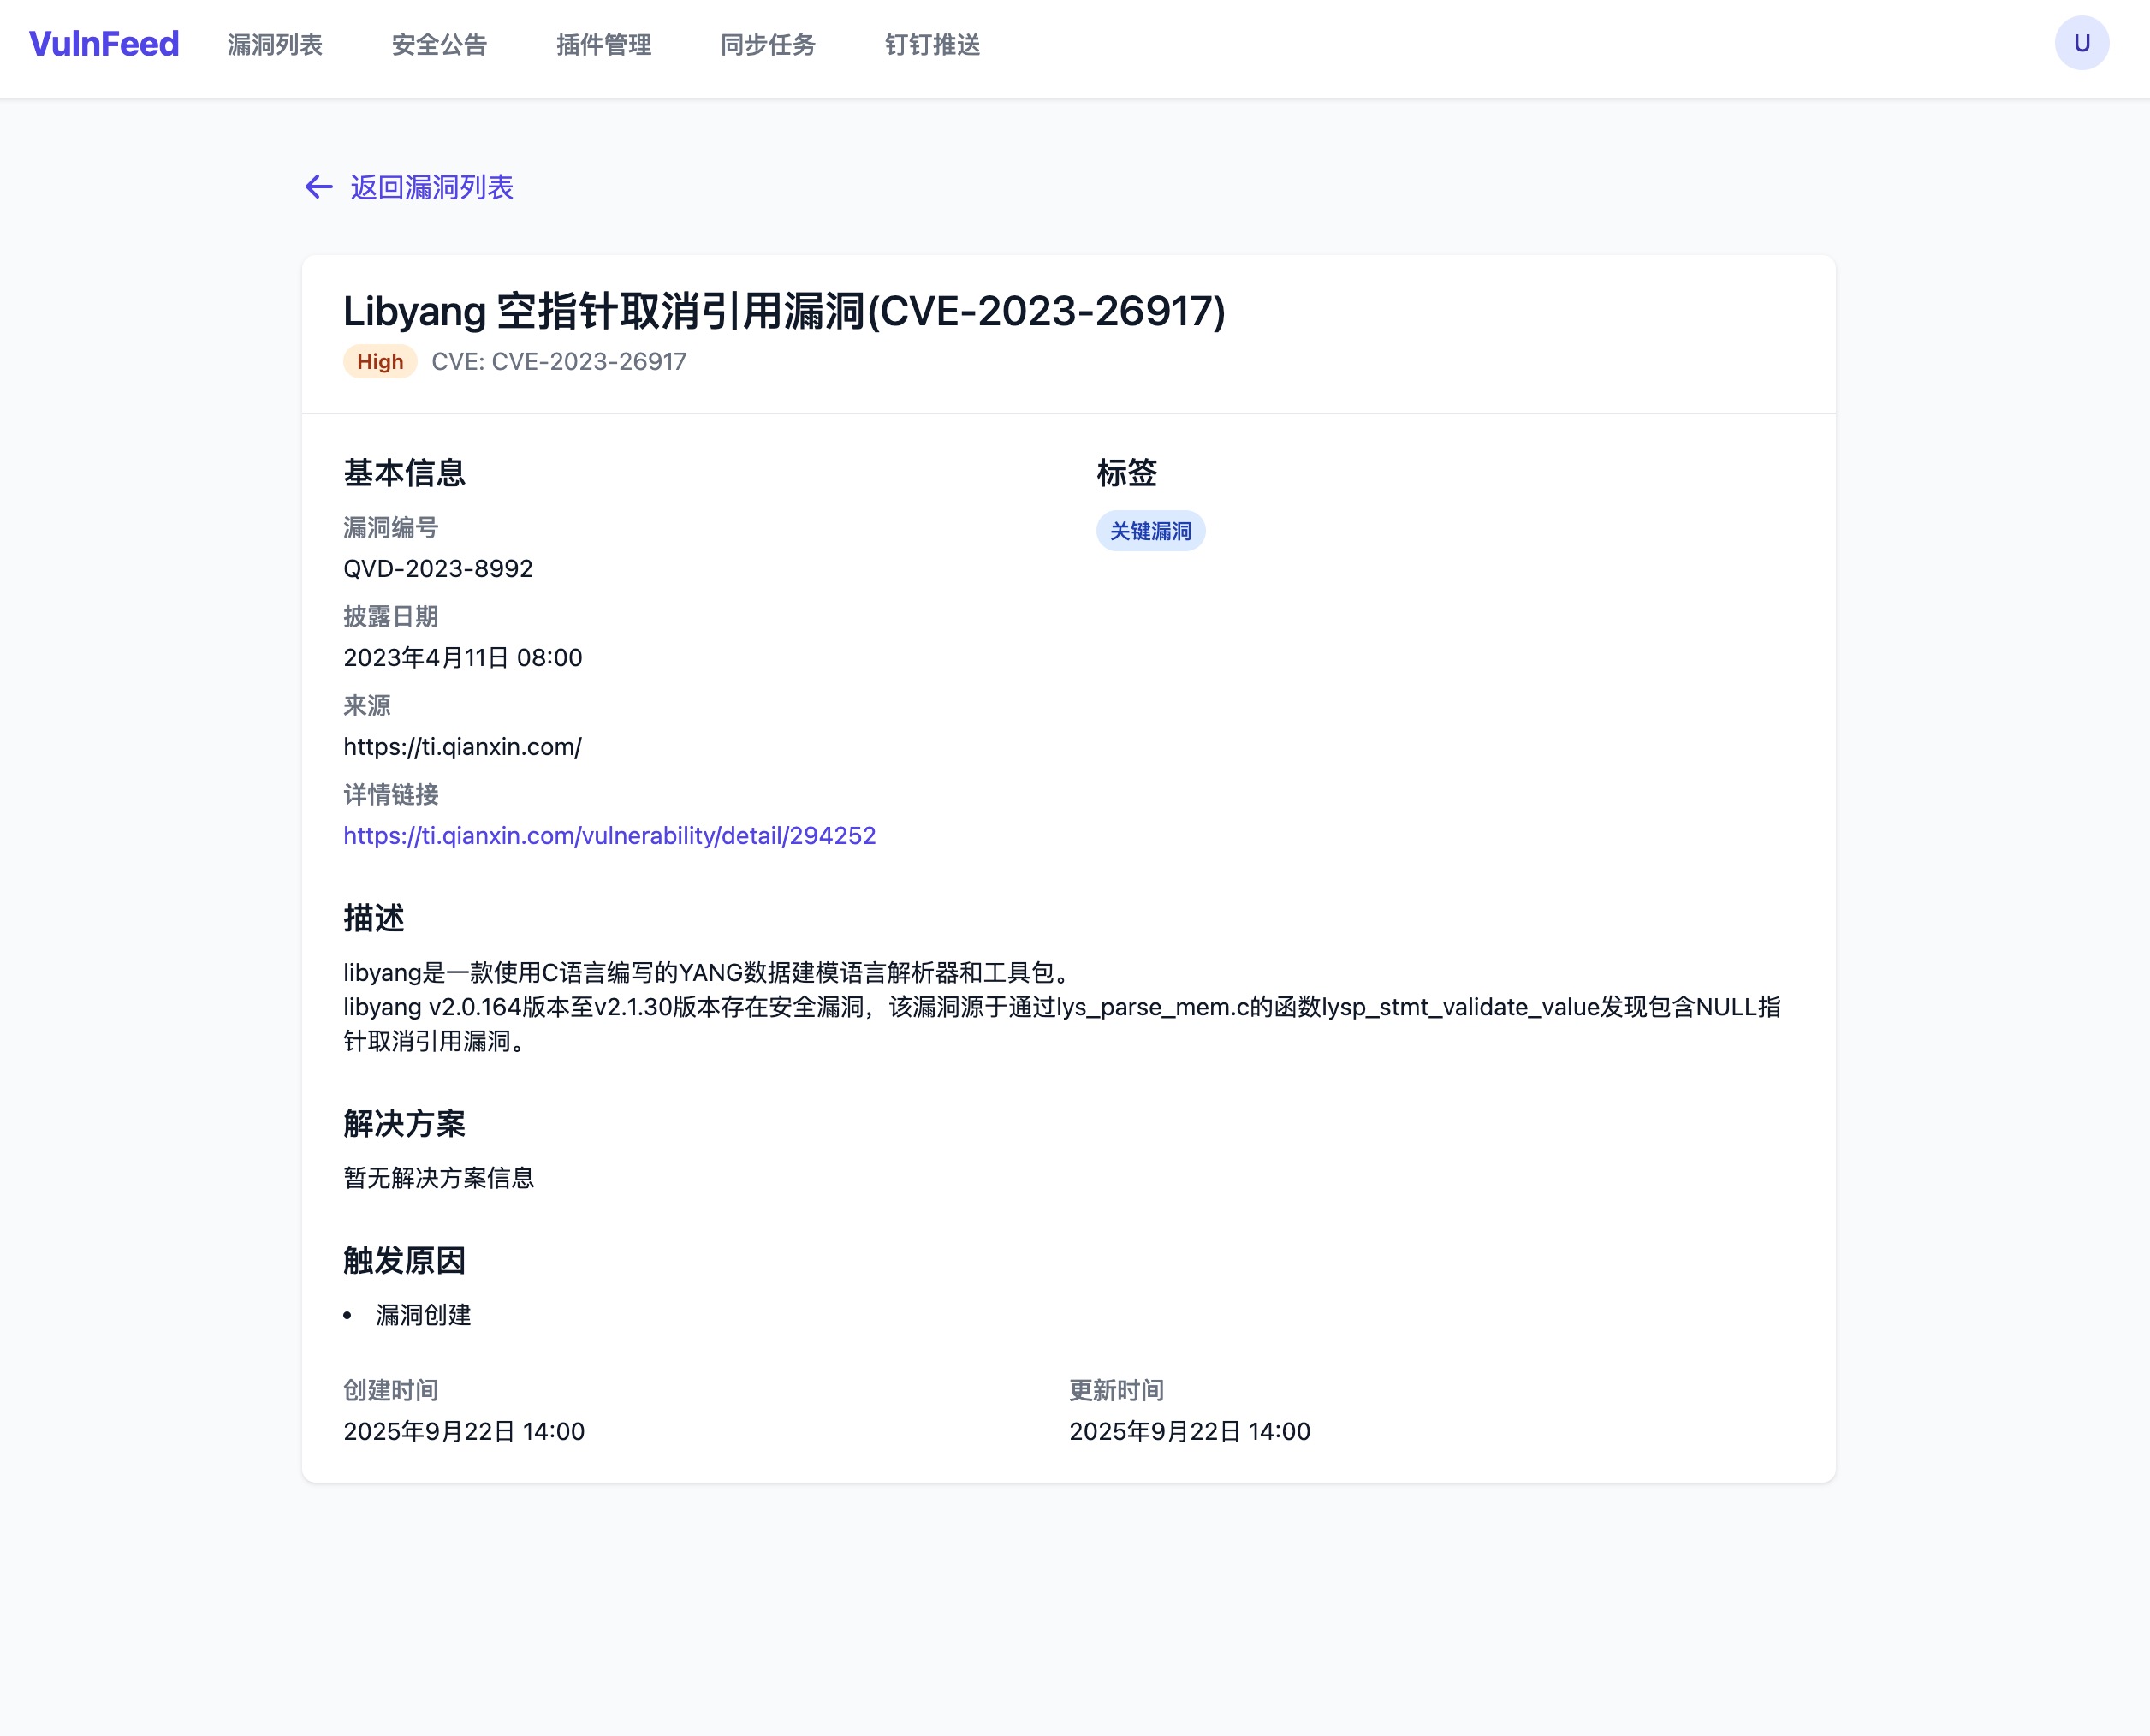 VulnFeed 漏洞列表 安全公告 插件管理 同步任务 钉钉推送 U
← 返回漏洞列表
Libyang 空指针取消引用漏洞(CVE-2023-26917)
High CVE: CVE-2023-26917
基本信息
漏洞编号
QVD-2023-8992
披露日期
2023年4月11日 08:00
来源
https://ti.qianxin.com/
详情链接
https://ti.qianxin.com/vulnerability/detail/294252
标签
关键漏洞
描述
libyang是一款使用C语言编写的YANG数据建模语言解析器和工具包。
libyang v2.0.164版本至v2.1.30版本存在安全漏洞，该漏洞源于通过lys_parse_mem.c的函数lysp_stmt_validate_value发现包含NULL指
针取消引用漏洞。
解决方案
暂无解决方案信息
触发原因
• 漏洞创建
创建时间
2025年9月22日 14:00
更新时间
2025年9月22日 14:00